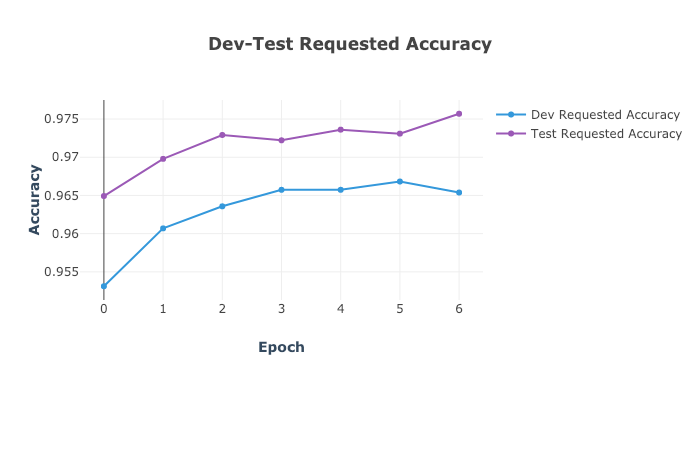 Dev-Test Requested Accuracy
Dev Requested Accuracy
Test Requested Accuracy
Accuracy
0.975
0.97
0.965
0.96
0.955
0 1 2 3 4 5 6
Epoch